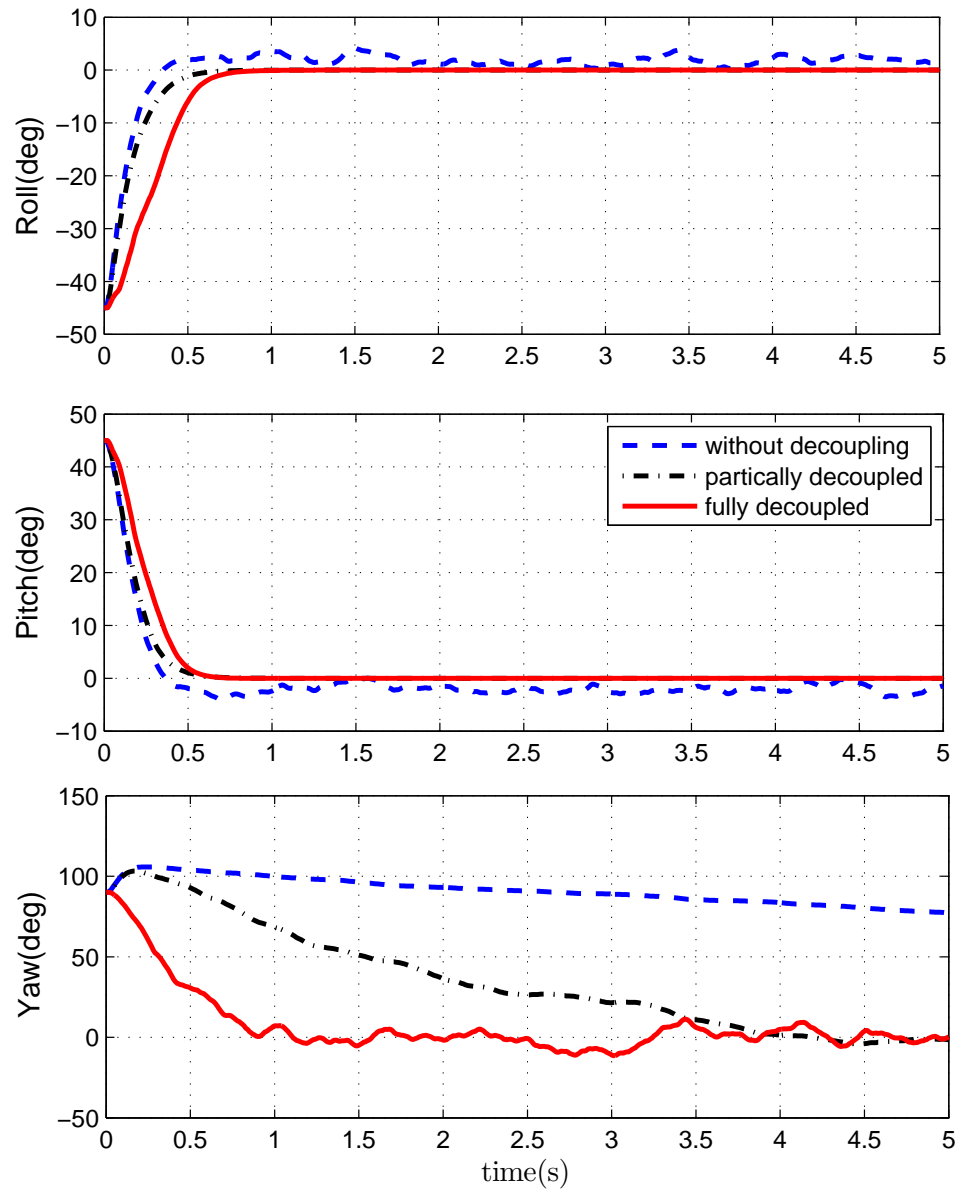 10
0
−10
−20
−30
−40
−50
Roll(deg)
0 0.5 1 1.5 2 2.5 3 3.5 4 4.5 5
50
40
30
20
10
0
−10
Pitch(deg)
without decoupling
partically decoupled
fully decoupled
0 0.5 1 1.5 2 2.5 3 3.5 4 4.5 5
150
100
50
0
−50
Yaw(deg)
0 0.5 1 1.5 2 2.5 3 3.5 4 4.5 5
time(s)